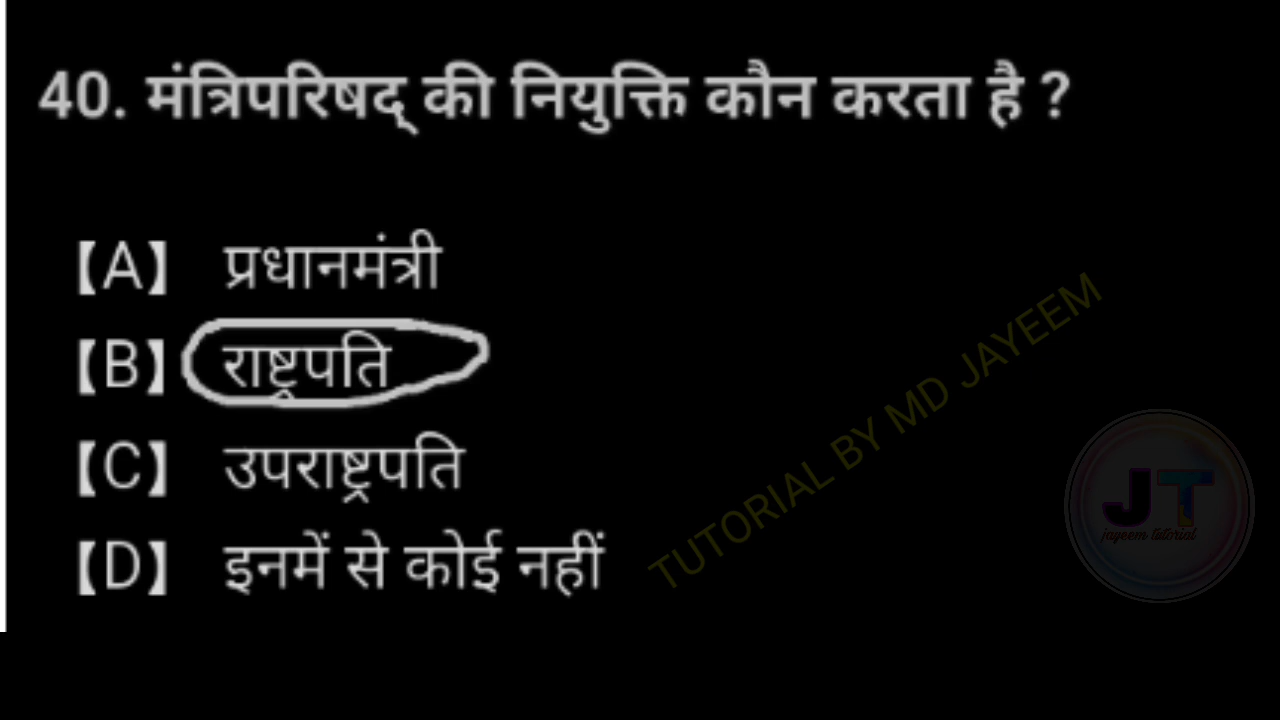 40. मंत्रिपरिषद् की नियुक्ति कौन करता है ?
【A】 प्रधानमंत्री
【B】 राष्ट्रपति
【C】 उपराष्ट्रपति
【D】 इनमें से कोई नहीं
TUTORIAL BY MD JAYEEM
JT
jayeem tutorial